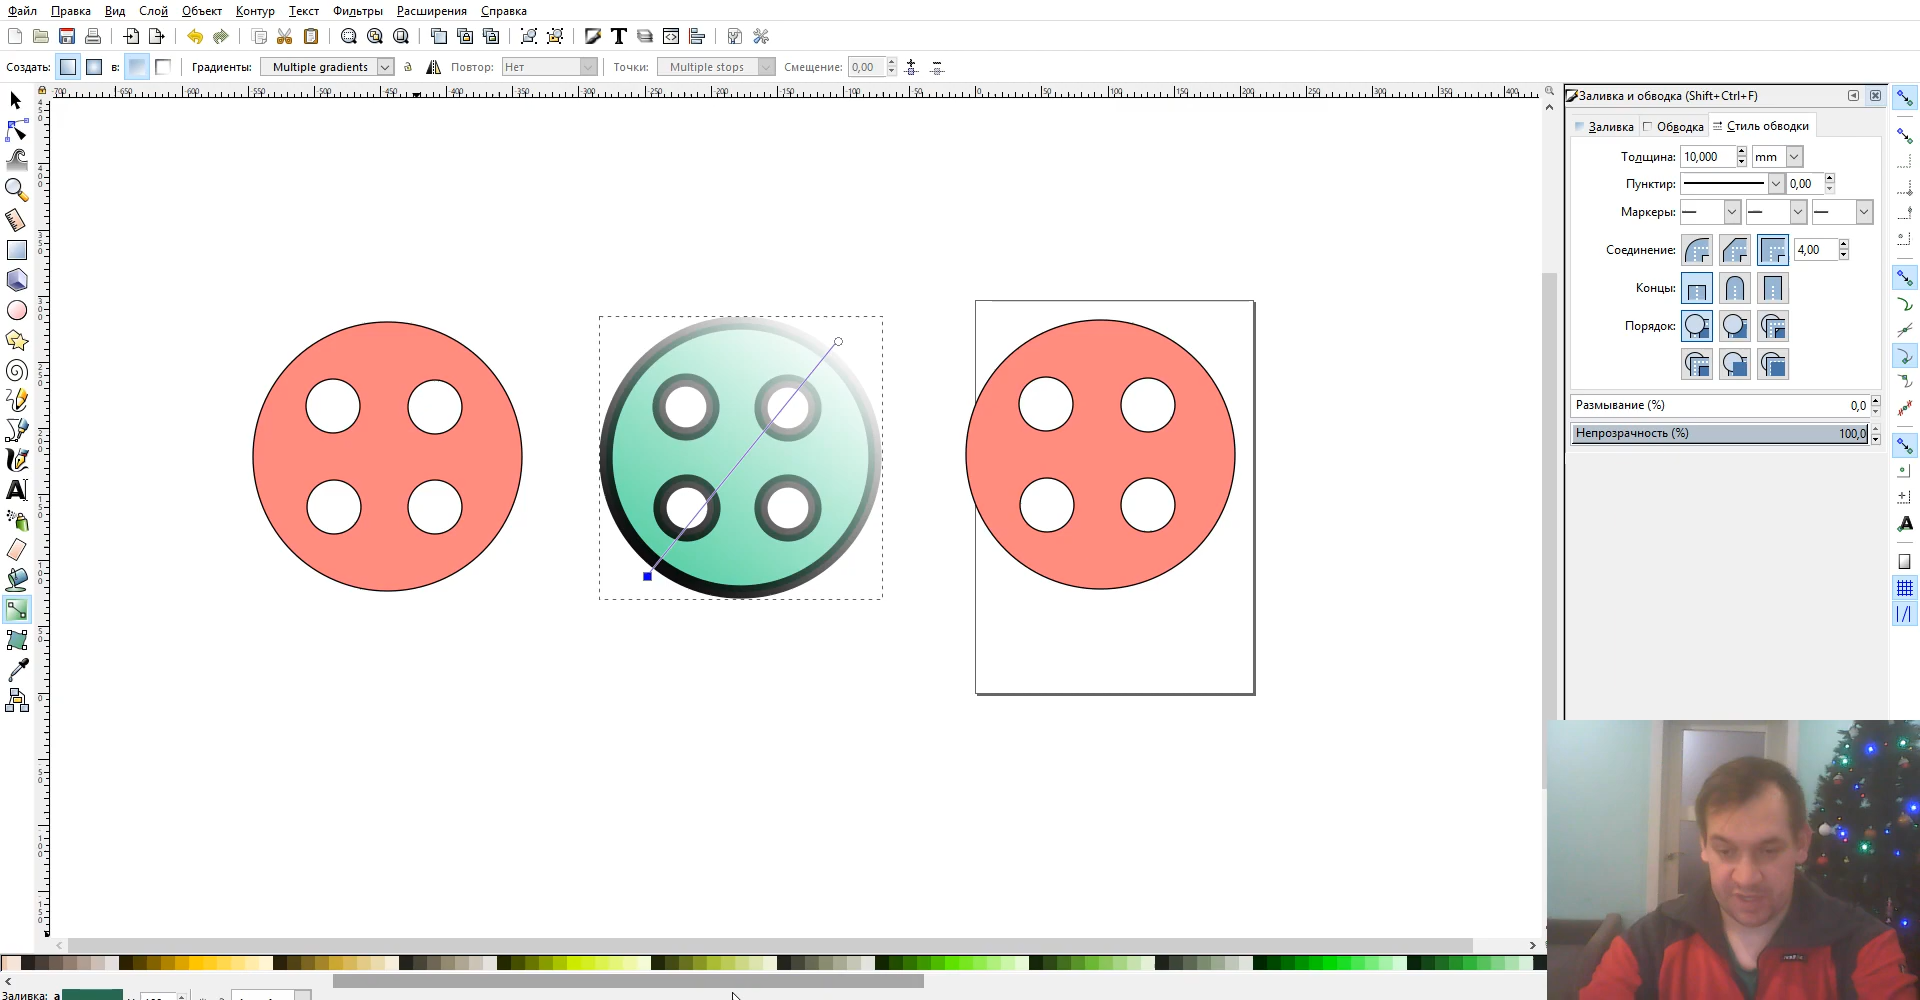 Файл Правка Вид Слой Объект Контур Текст Фильтры Расширения Справка
Создать: в: Градиенты: Multiple gradients Повтор: Нет Точки: Multiple stops Смещение: 0,00
Заливка и обводка (Shift+Ctrl+F)
Заливка Обводка Стиль обводки
Толщина: 10,000 mm
Пунктир: 0,00
Маркеры:
Соединение: 4,00
Концы:
Порядок:
Размывание (%) 0,0
Непрозрачность (%) 100,0
Заливка: а